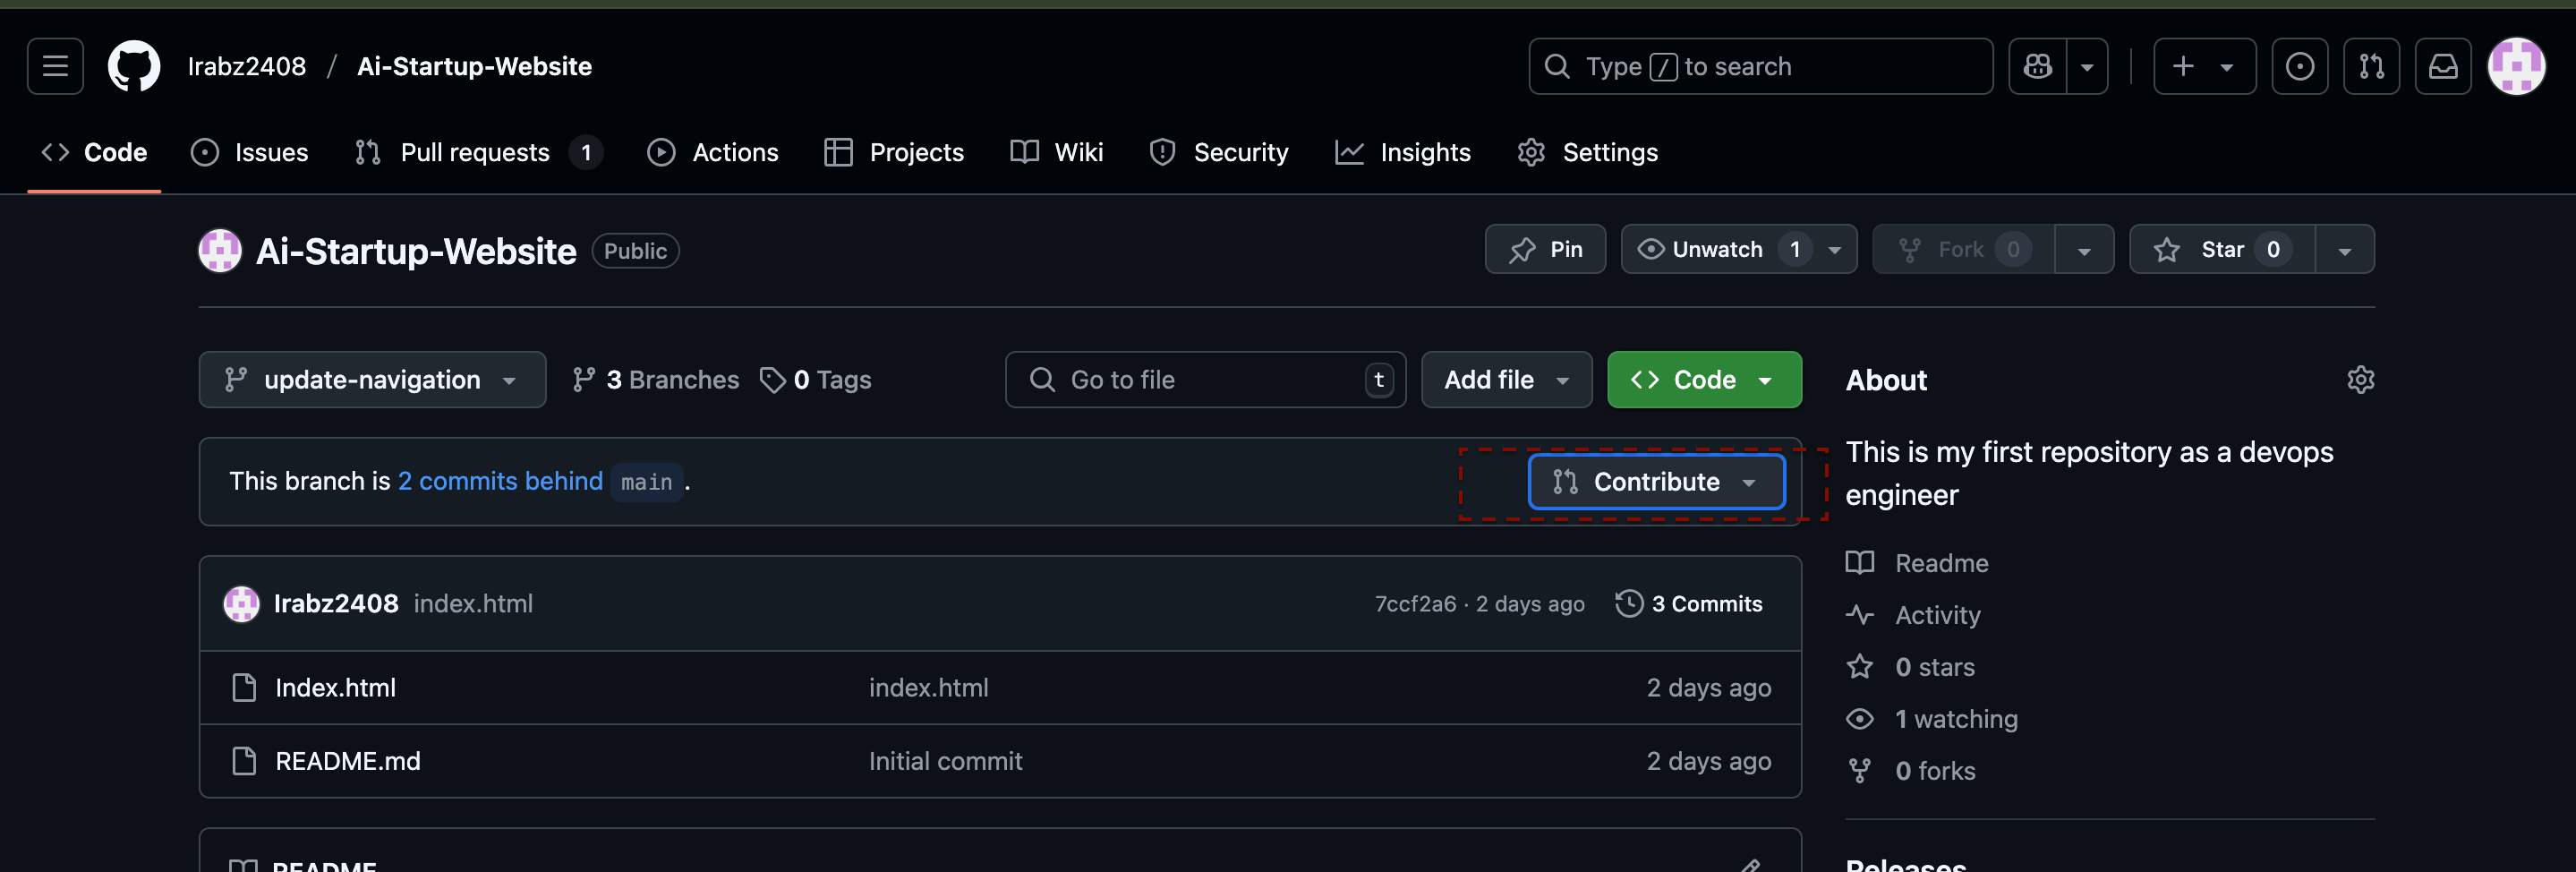 Irabz2408 / Ai-Startup-Website
Type / to search
Code
Issues
Pull requests 1
Actions
Projects
Wiki
Security
Insights
Settings
Ai-Startup-Website Public
Pin
Unwatch 1
Fork 0
Star 0
update-navigation
3 Branches
0 Tags
Go to file t
Add file
Code
This branch is 2 commits behind main .
Contribute
Irabz2408 index.html 7ccf2a6 · 2 days ago 3 Commits
Index.html index.html 2 days ago
README.md Initial commit 2 days ago
README
About
This is my first repository as a devops
engineer
Readme
Activity
0 stars
1 watching
0 forks
Releases